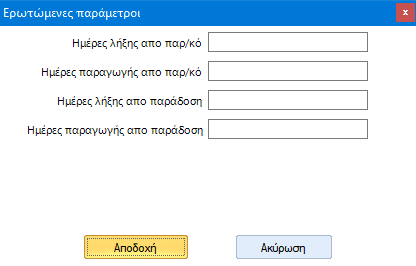 Ερωτώμενες παράμετροι
Ημέρες λήξης απο παρ/κό
Ημέρες παραγωγής απο παρ/κό
Ημέρες λήξης απο παράδοση
Ημέρες παραγωγής απο παράδοση
Αποδοχή Ακύρωση